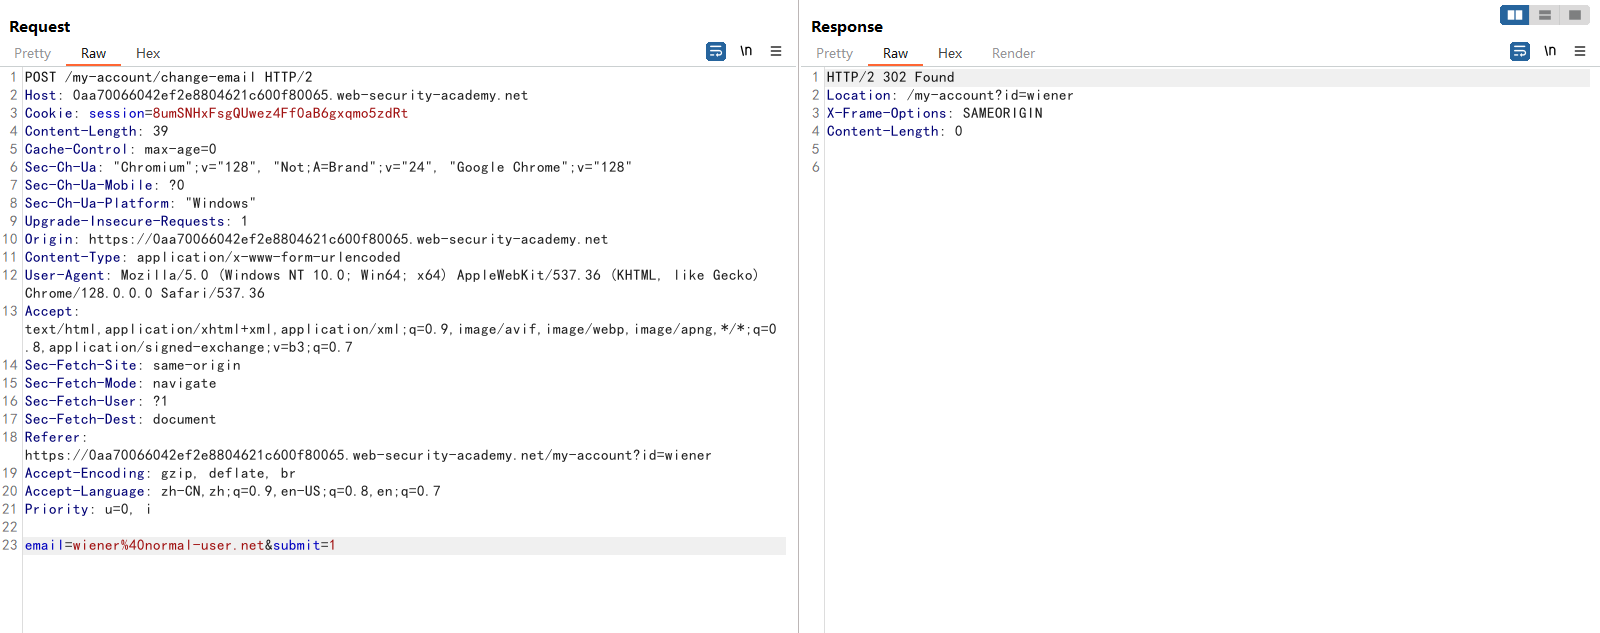 Request
Pretty Raw Hex
\n
1 POST /my-account/change-email HTTP/2
2 Host: 0aa70066042ef2e8804621c600f80065.web-security-academy.net
3 Cookie: session=8umSNHxFsgQUwez4Ff0aB6gxqmo5zdRt
4 Content-Length: 39
5 Cache-Control: max-age=0
6 Sec-Ch-Ua: "Chromium";v="128", "Not;A=Brand";v="24", "Google Chrome";v="128"
7 Sec-Ch-Ua-Mobile: ?0
8 Sec-Ch-Ua-Platform: "Windows"
9 Upgrade-Insecure-Requests: 1
10 Origin: https://0aa70066042ef2e8804621c600f80065.web-security-academy.net
11 Content-Type: application/x-www-form-urlencoded
12 User-Agent: Mozilla/5.0 (Windows NT 10.0; Win64; x64) AppleWebKit/537.36 (KHTML, like Gecko)
Chrome/128.0.0.0 Safari/537.36
13 Accept:
text/html,application/xhtml+xml,application/xml;q=0.9,image/avif,image/webp,image/apng,*/*;q=0
.8,application/signed-exchange;v=b3;q=0.7
14 Sec-Fetch-Site: same-origin
15 Sec-Fetch-Mode: navigate
16 Sec-Fetch-User: ?1
17 Sec-Fetch-Dest: document
18 Referer:
https://0aa70066042ef2e8804621c600f80065.web-security-academy.net/my-account?id=wiener
19 Accept-Encoding: gzip, deflate, br
20 Accept-Language: zh-CN,zh;q=0.9,en-US;q=0.8,en;q=0.7
21 Priority: u=0, i
22
23 email=wiener%40normal-user.net&submit=1
Response
Pretty Raw Hex Render
\n
1 HTTP/2 302 Found
2 Location: /my-account?id=wiener
3 X-Frame-Options: SAMEORIGIN
4 Content-Length: 0
5
6